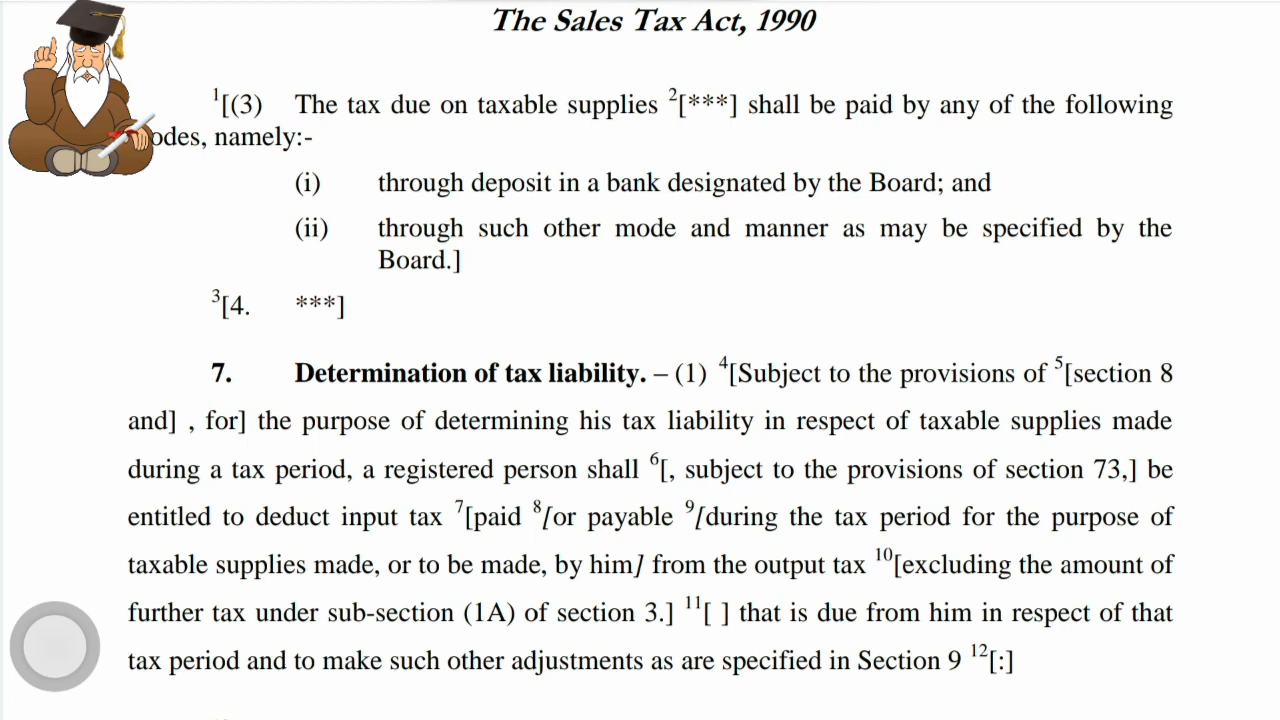 The Sales Tax Act, 1990
1[(3) The tax due on taxable supplies 2[***] shall be paid by any of the following
odes, namely:-
(i) through deposit in a bank designated by the Board; and
(ii) through such other mode and manner as may be specified by the
Board.]
3[4. ***]
7. Determination of tax liability. – (1) 4[Subject to the provisions of 5[section 8
and] , for] the purpose of determining his tax liability in respect of taxable supplies made
during a tax period, a registered person shall 6[, subject to the provisions of section 73,] be
entitled to deduct input tax 7[paid 8[or payable 9[during the tax period for the purpose of
taxable supplies made, or to be made, by him] from the output tax 10[excluding the amount of
further tax under sub-section (1A) of section 3.] 11[ ] that is due from him in respect of that
tax period and to make such other adjustments as are specified in Section 9 12[:]